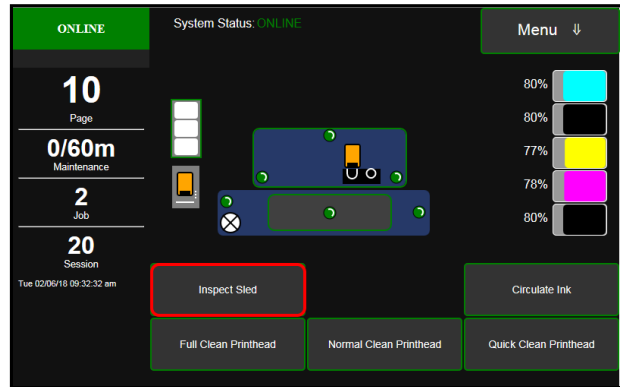 ONLINE
System Status: ONLINE
Menu ⇓
10
Page
0/60m
Maintenance
2
Job
20
Session
Tue 02/06/18 09:32:32 am
80%
80%
77%
78%
80%
Inspect Sled
Circulate Ink
Full Clean Printhead
Normal Clean Printhead
Quick Clean Printhead